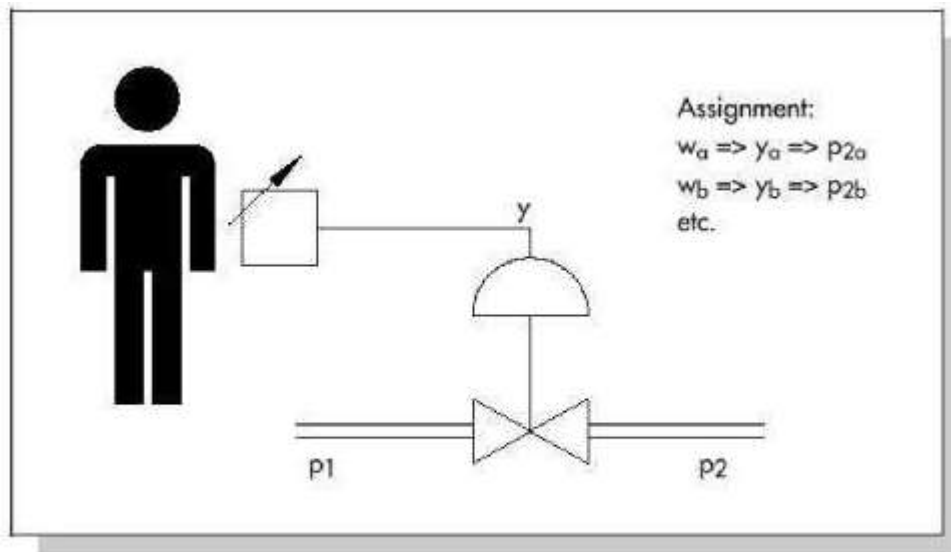 Assignment:
wa => ya => p2a
wb => yb => p2b
etc.
y
p1
p2